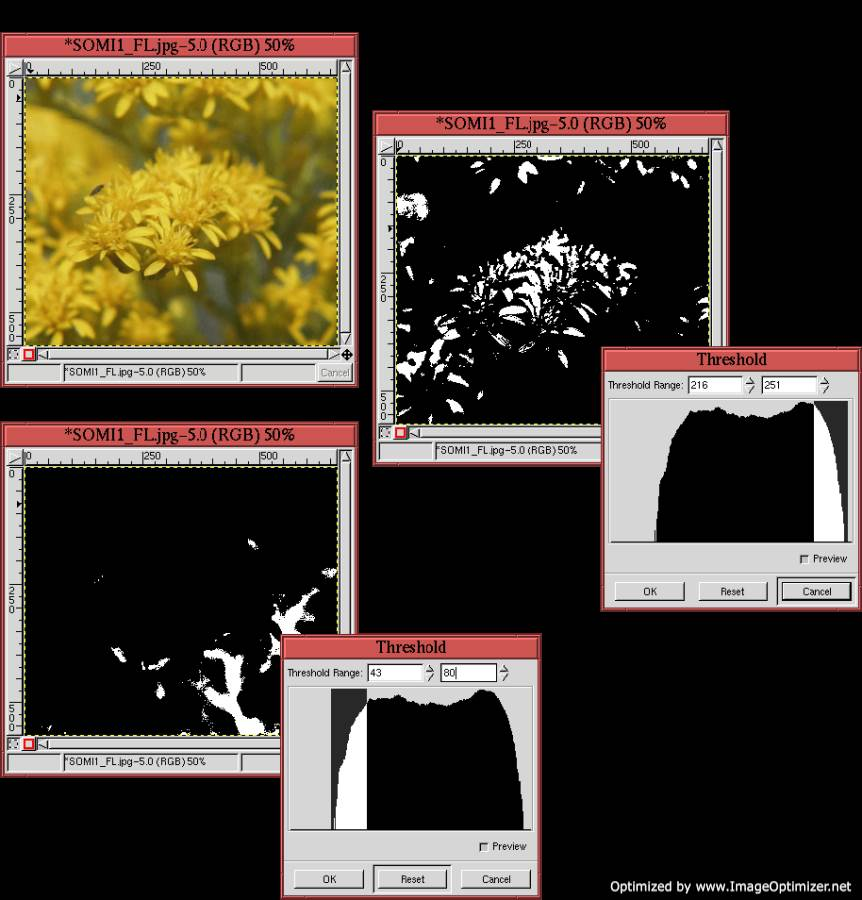 *SOMI1_FL.jpg-5.0 (RGB) 50%
0 250 500
0
250
500
*SOMI1_FL.jpg-5.0 (RGB) 50%
Cancel
*SOMI1_FL.jpg-5.0 (RGB) 50%
0 250 500
0
250
500
*SOMI1_FL.jpg-5.0 (RGB) 50%
Threshold
Threshold Range: 216 251
Preview
OK Reset Cancel
*SOMI1_FL.jpg-5.0 (RGB) 50%
0 250 500
0
250
500
*SOMI1_FL.jpg-5.0 (RGB) 50%
Threshold
Threshold Range: 43 80
Preview
OK Reset Cancel
Optimized by www.ImageOptimizer.net